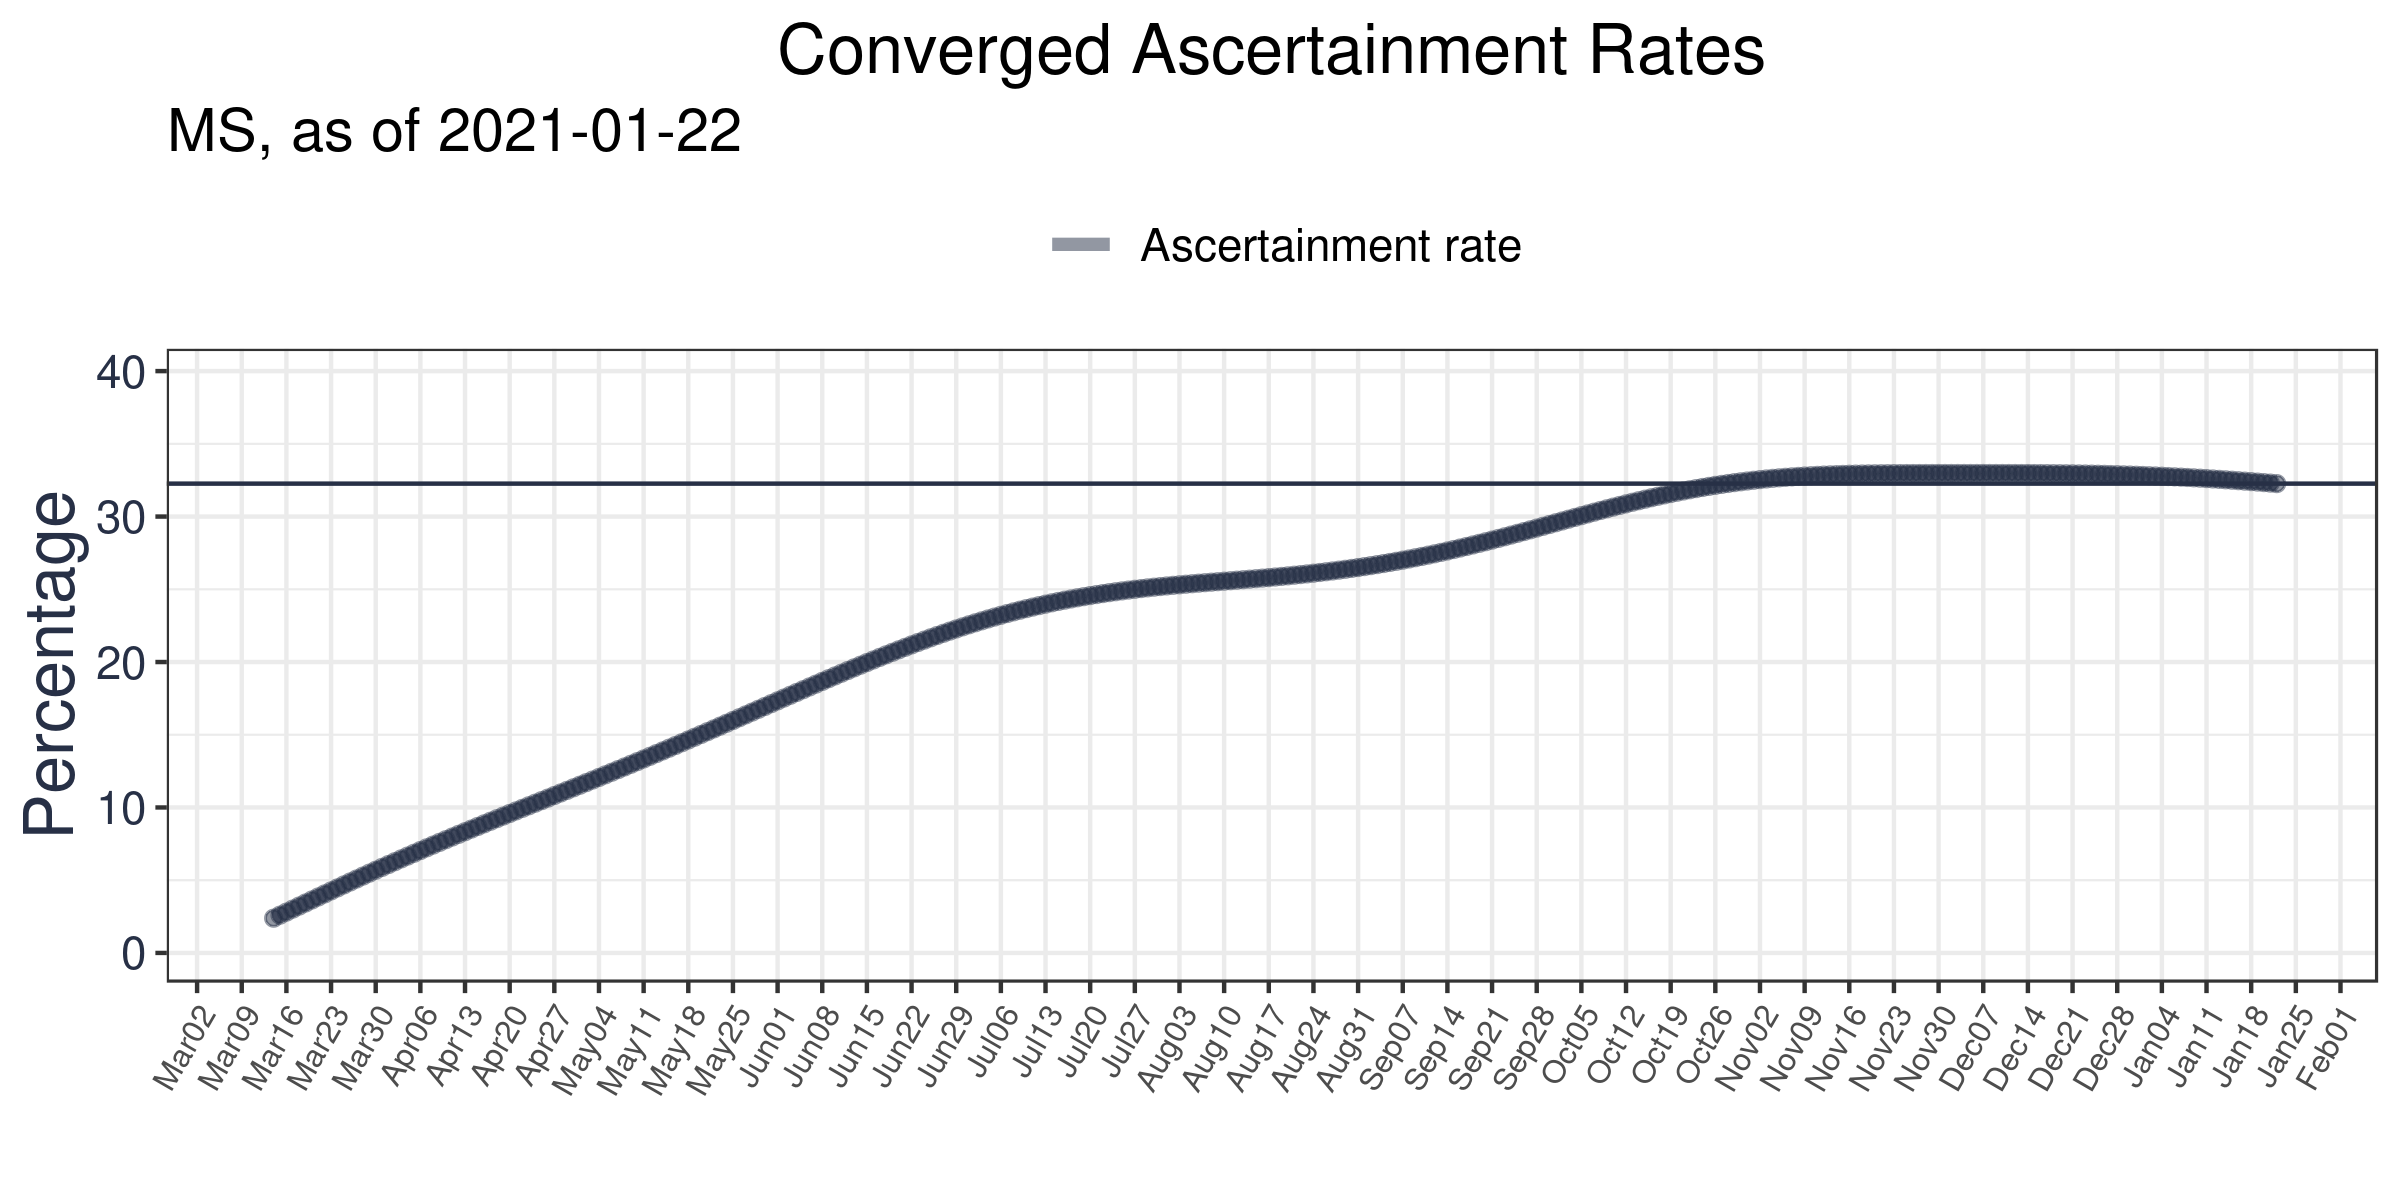 Converged Ascertainment Rates
MS, as of 2021-01-22
Ascertainment rate
Percentage
40
30
20
10
0
Mar02
Mar09
Mar16
Mar23
Mar30
Apr06
Apr13
Apr20
Apr27
May04
May11
May18
May25
Jun01
Jun08
Jun15
Jun22
Jun29
Jul06
Jul13
Jul20
Jul27
Aug03
Aug10
Aug17
Aug24
Aug31
Sep07
Sep14
Sep21
Sep28
Oct05
Oct12
Oct19
Oct26
Nov02
Nov09
Nov16
Nov23
Nov30
Dec07
Dec14
Dec21
Dec28
Jan04
Jan11
Jan18
Jan25
Feb01